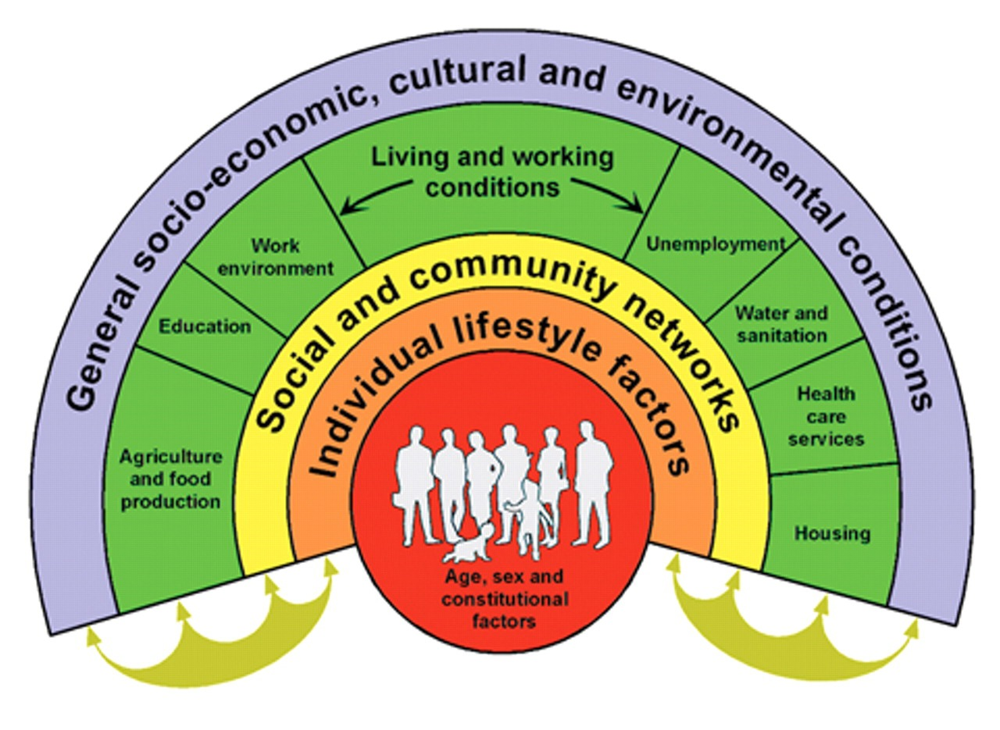 General socio-economic, cultural and environmental conditions
Living and working
conditions
Work
environment
Unemployment
Education
Water and
sanitation
Agriculture
and food
production
Health
care
services
Housing
Social and community networks
Individual lifestyle factors
Age, sex and
constitutional
factors